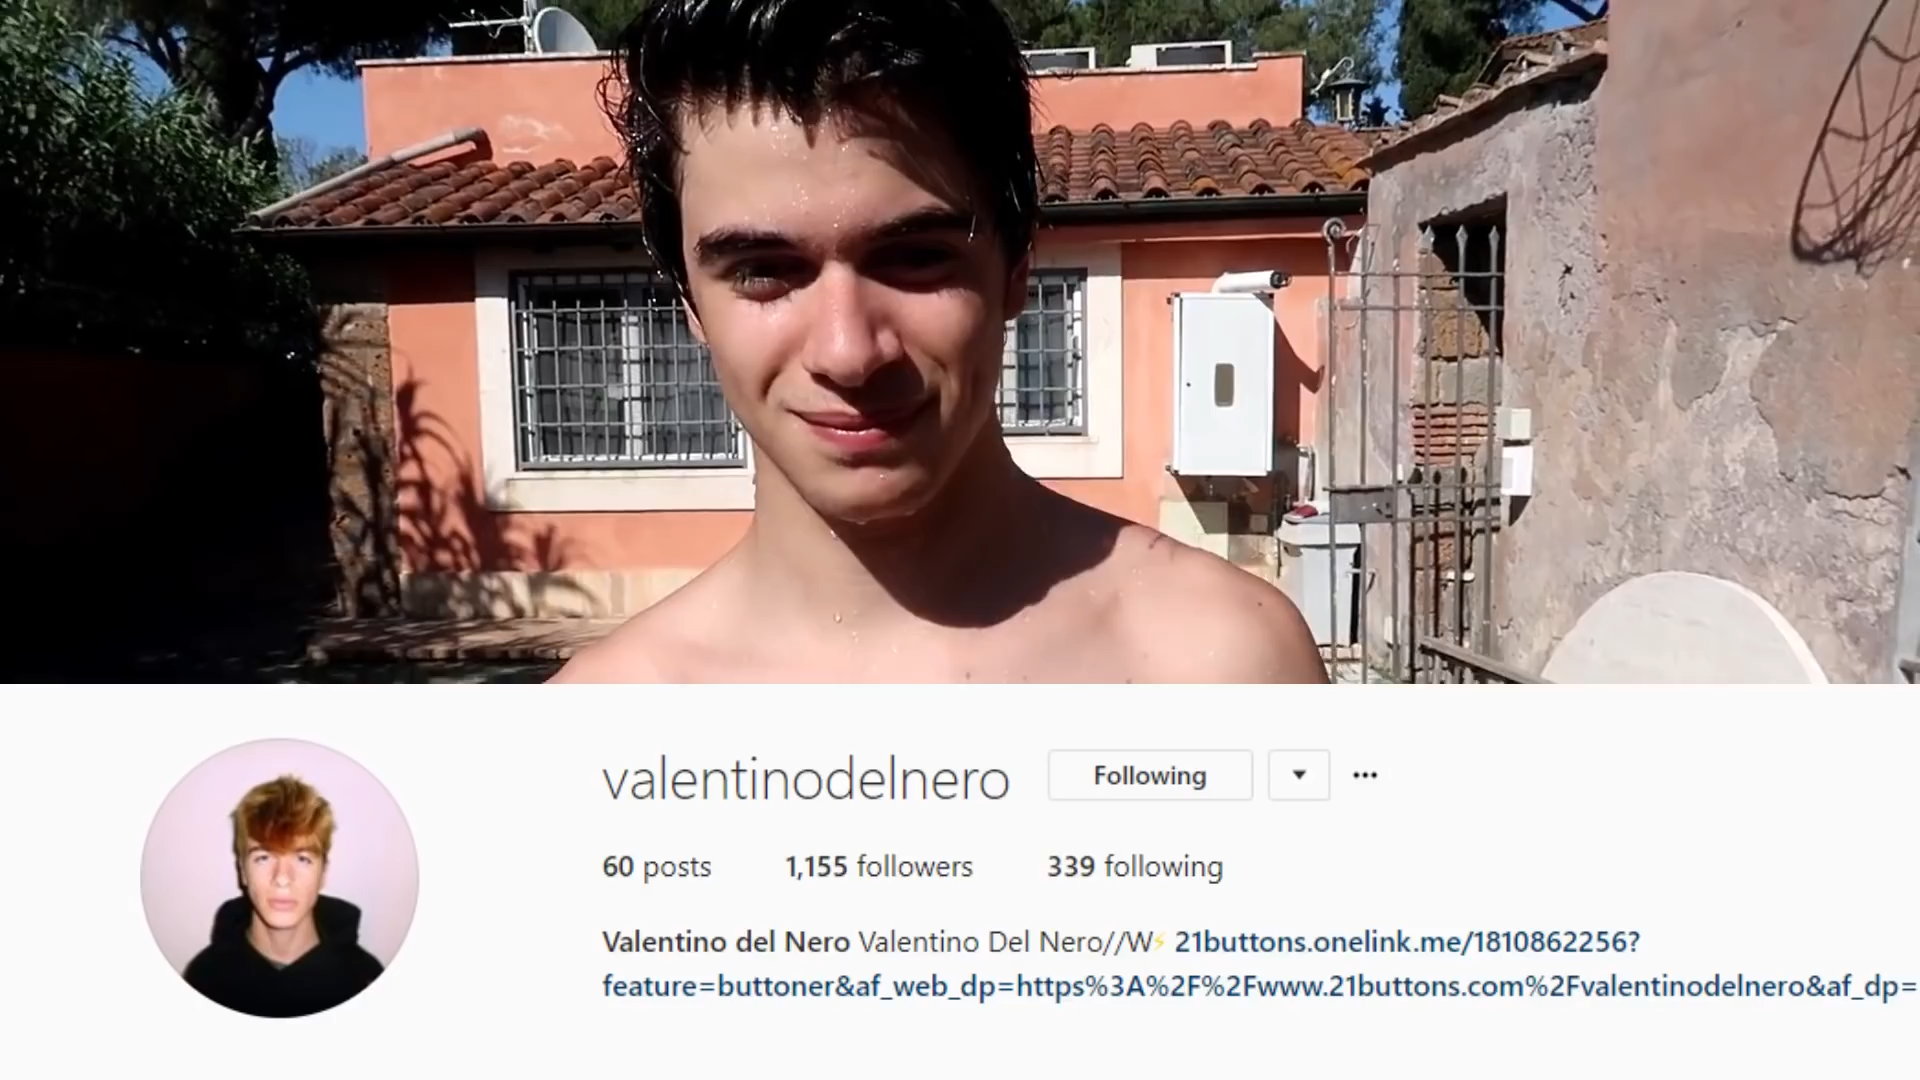 valentinodelnero Following ▼ •••
60 posts 1,155 followers 339 following
Valentino del Nero Valentino Del Nero//W⚡ 21buttons.onelink.me/1810862256?
feature=buttoner&af_web_dp=https%3A%2F%2Fwww.21buttons.com%2Fvalentinodelnero&af_dp=